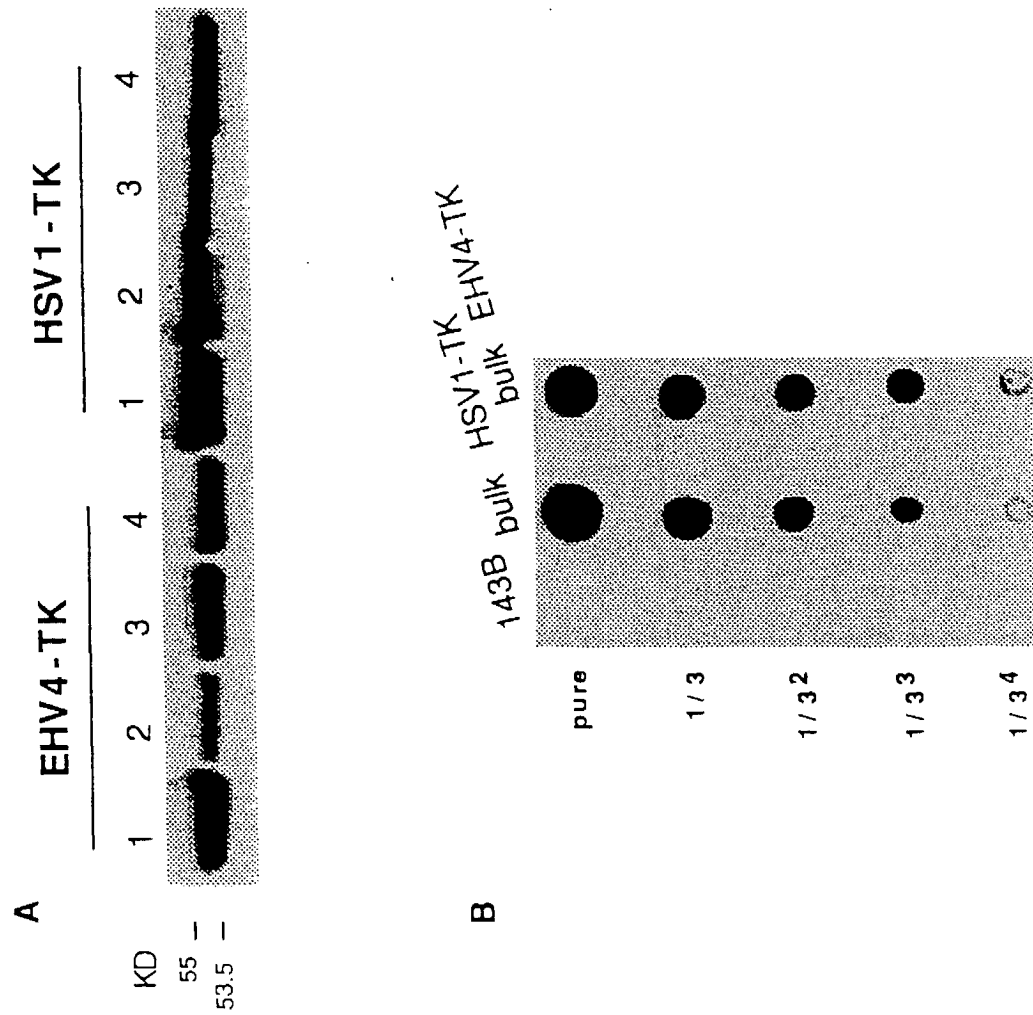 A
EHV4-TK
HSV1-TK
1 2 3 4 1 2 3 4
KD
55
53.5
B
143B
bulk HSV1-TK
bulk EHV4-TK
pure
1/3
1/3²
1/3³
1/3⁴